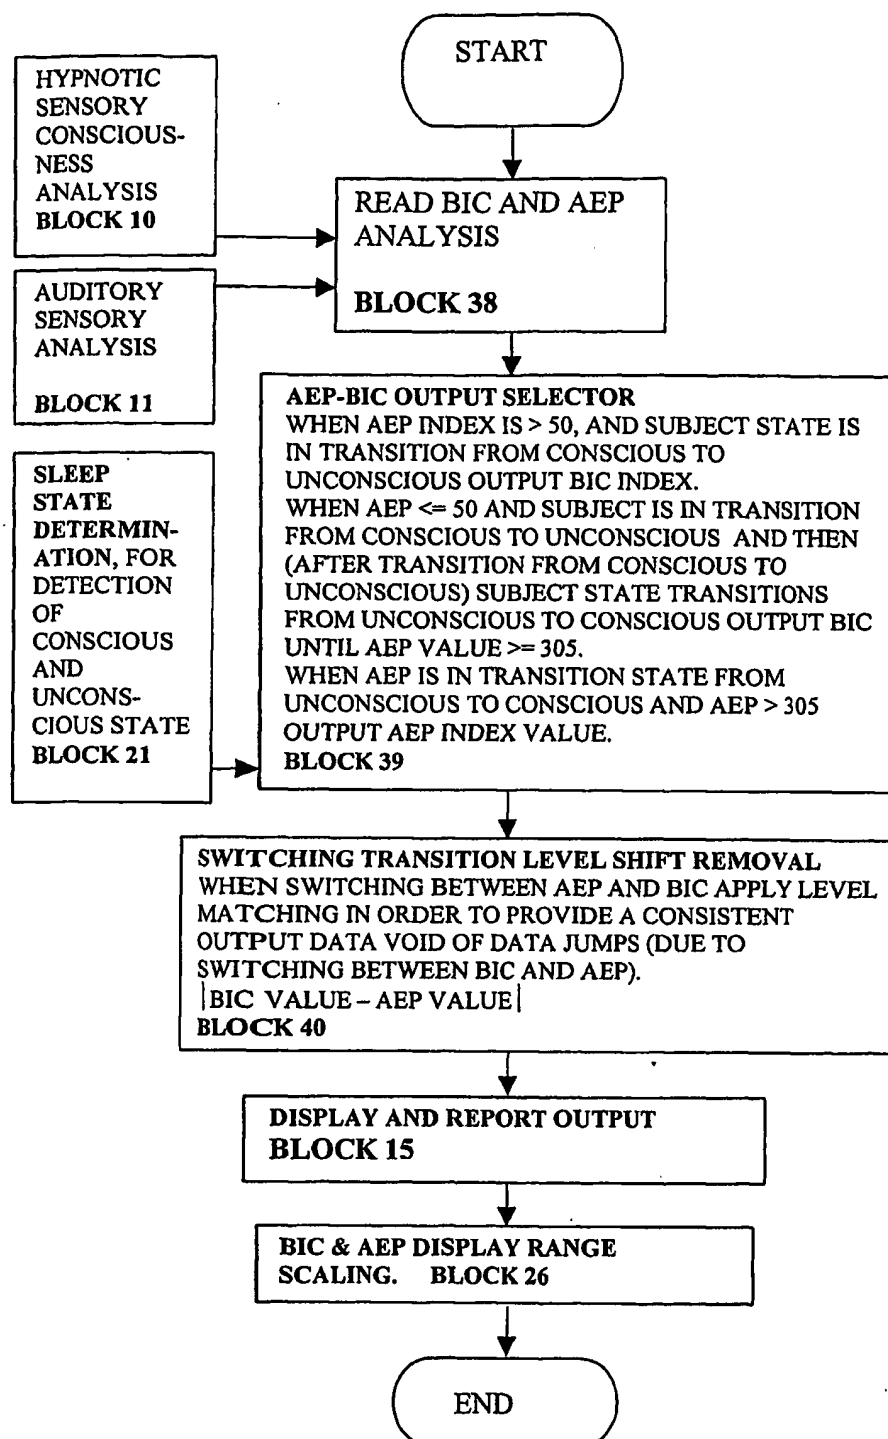 START
HYPNOTIC
SENSORY
CONSCIOUS-
NESS
ANALYSIS
BLOCK 10
READ BIC AND AEP
ANALYSIS
BLOCK 38
AUDITORY
SENSORY
ANALYSIS
BLOCK 11
AEP-BIC OUTPUT SELECTOR
WHEN AEP INDEX IS > 50, AND SUBJECT STATE IS
IN TRANSITION FROM CONSCIOUS TO
UNCONSCIOUS OUTPUT BIC INDEX.
WHEN AEP <= 50 AND SUBJECT IS IN TRANSITION
FROM CONSCIOUS TO UNCONSCIOUS AND THEN
(AFTER TRANSITION FROM CONSCIOUS TO
UNCONSCIOUS) SUBJECT STATE TRANSITIONS
FROM UNCONSCIOUS TO CONSCIOUS OUTPUT BIC
UNTIL AEP VALUE >= 305.
WHEN AEP IS IN TRANSITION STATE FROM
UNCONSCIOUS TO CONSCIOUS AND AEP > 305
OUTPUT AEP INDEX VALUE.
BLOCK 39
SLEEP
STATE
DETERMIN-
ATION, FOR
DETECTION
OF
CONSCIOUS
AND
UNCONS-
CIOUS STATE
BLOCK 21
SWITCHING TRANSITION LEVEL SHIFT REMOVAL
WHEN SWITCHING BETWEEN AEP AND BIC APPLY LEVEL
MATCHING IN ORDER TO PROVIDE A CONSISTENT
OUTPUT DATA VOID OF DATA JUMPS (DUE TO
SWITCHING BETWEEN BIC AND AEP).
|BIC VALUE – AEP VALUE|
BLOCK 40
DISPLAY AND REPORT OUTPUT
BLOCK 15
BIC & AEP DISPLAY RANGE
SCALING. BLOCK 26
END